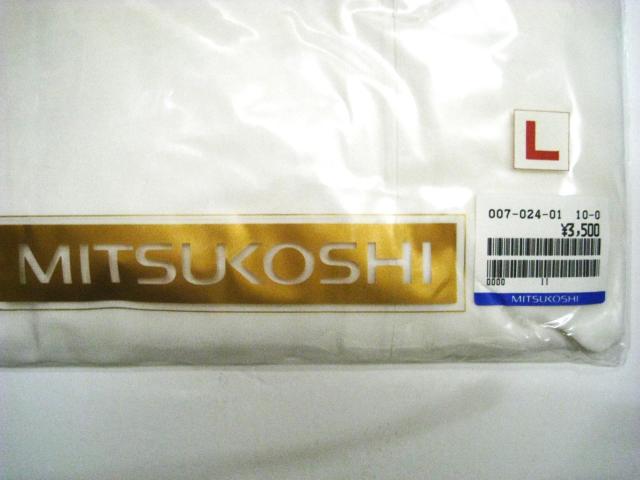 L
007-024-01 10-0
¥3,500
0000 11
MITSUKOSHI
MITSUKOSHI